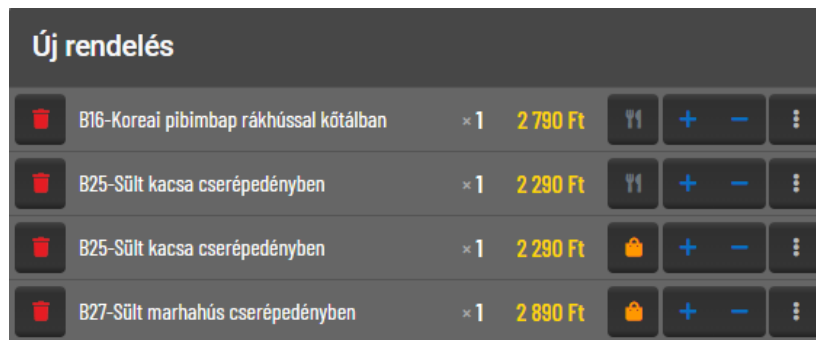 Új rendelés
B16-Koreai pibimbap rákhússal kőtálban ×1 2 790 Ft
B25-Sült kacsa cserépedényben ×1 2 290 Ft
B25-Sült kacsa cserépedényben ×1 2 290 Ft
B27-Sült marhahús cserépedényben ×1 2 890 Ft